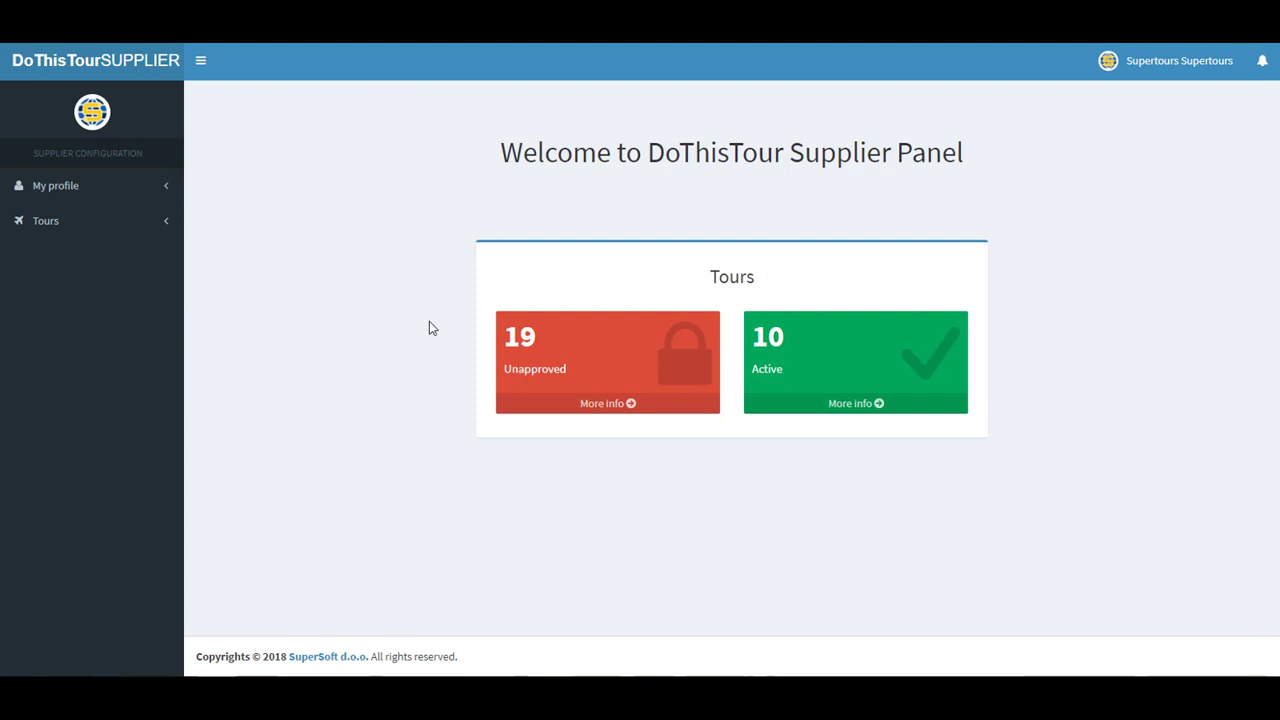 DoThisTourSUPPLIER
Supertours Supertours
SUPPLIER CONFIGURATION
My profile
Tours
Welcome to DoThisTour Supplier Panel
Tours
19
Unapproved
More info
10
Active
More info
Copyrights © 2018 SuperSoft d.o.o. All rights reserved.